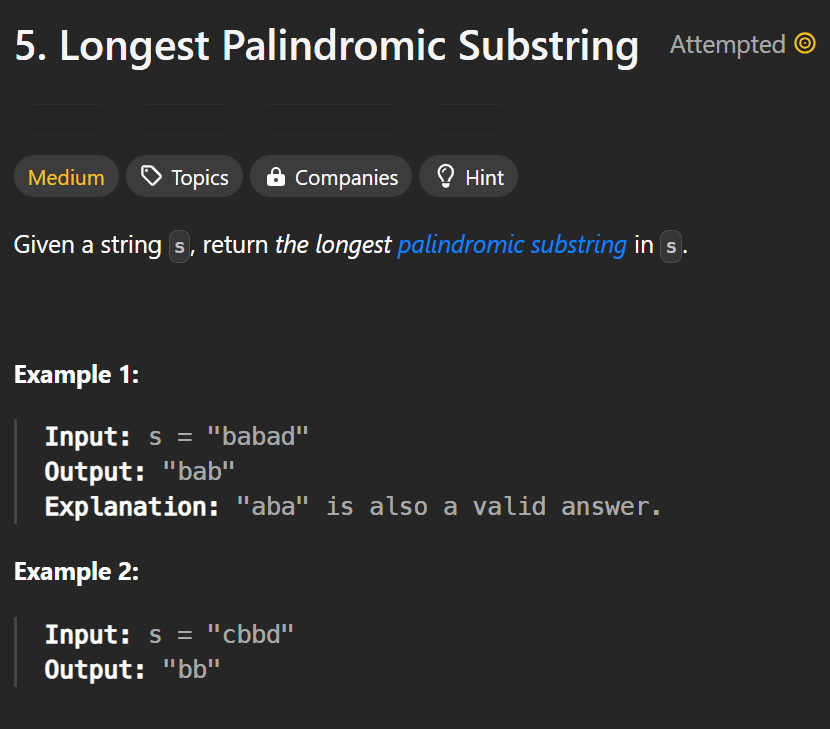 5. Longest Palindromic Substring Attempted
Medium Topics Companies Hint
Given a string s, return the longest palindromic substring in s.
Example 1:
Input: s = "babad"
Output: "bab"
Explanation: "aba" is also a valid answer.
Example 2:
Input: s = "cbbd"
Output: "bb"